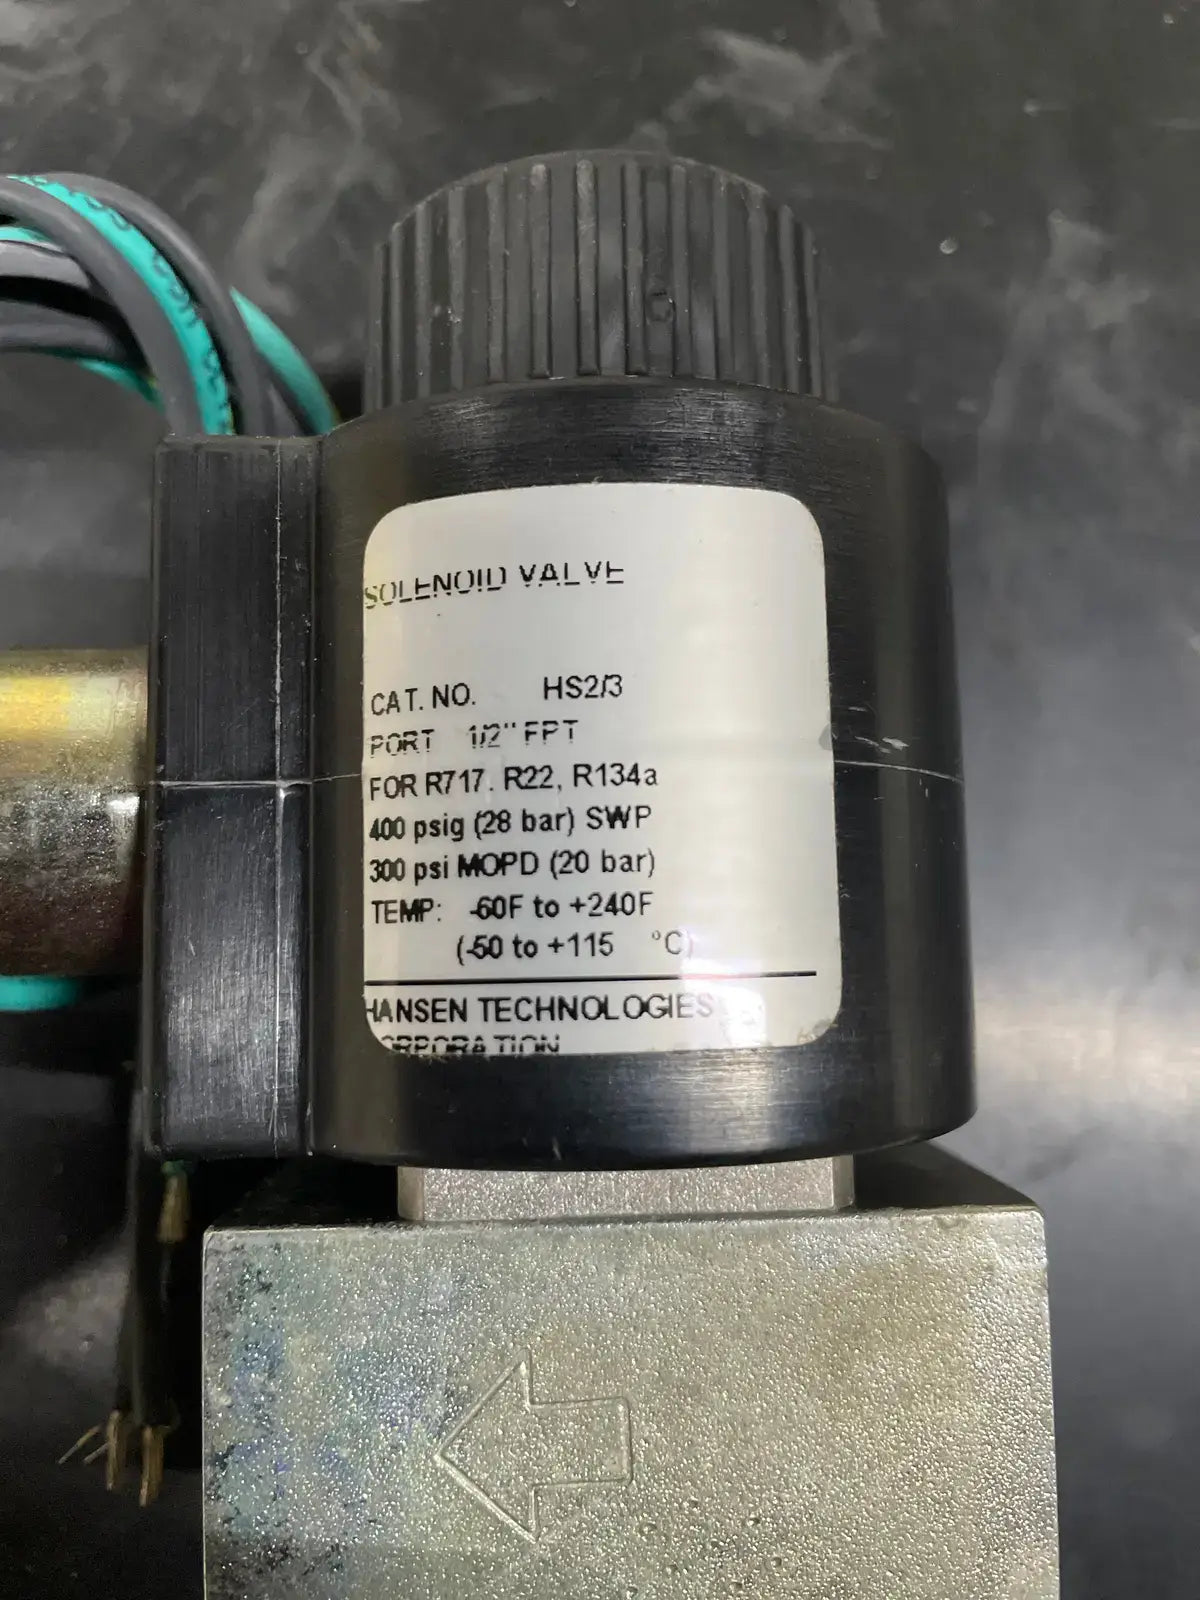 SOLENOID VALVE
CAT. NO. HS2/3
PORT 1/2" FPT
FOR R717. R22, R134a
400 psig (28 bar) SWP
300 psi MOPD (20 bar)
TEMP: -60F to +240F
(-50 to +115 °C)
HANSEN TECHNOLOGIES
CORPORATION